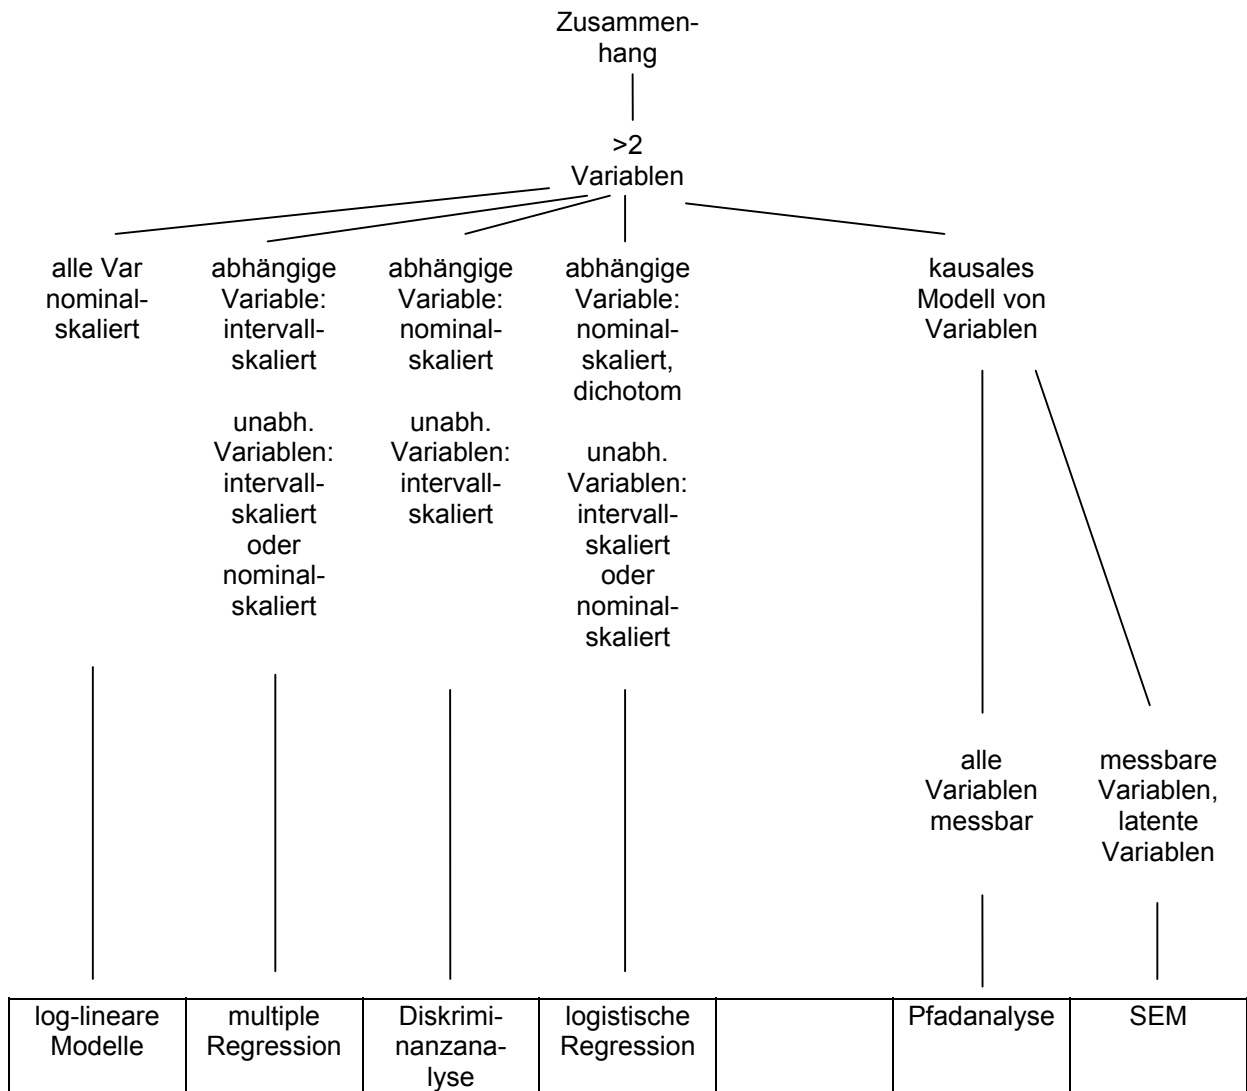 Zusammen-
hang
>2
Variablen
alle Var
nominal-
skaliert
abhängige
Variable:
intervall-
skaliert
unabh.
Variablen:
intervall-
skaliert
oder
nominal-
skaliert
abhängige
Variable:
nominal-
skaliert
unabh.
Variablen:
intervall-
skaliert
abhängige
Variable:
nominal-
skaliert,
dichotom
unabh.
Variablen:
intervall-
skaliert
oder
nominal-
skaliert
kausales
Modell von
Variablen
alle
Variablen
messbar
messbare
Variablen,
latente
Variablen
log-lineare
Modelle
multiple
Regression
Diskrimi-
nanzana-
lyse
logistische
Regression
Pfadanalyse
SEM